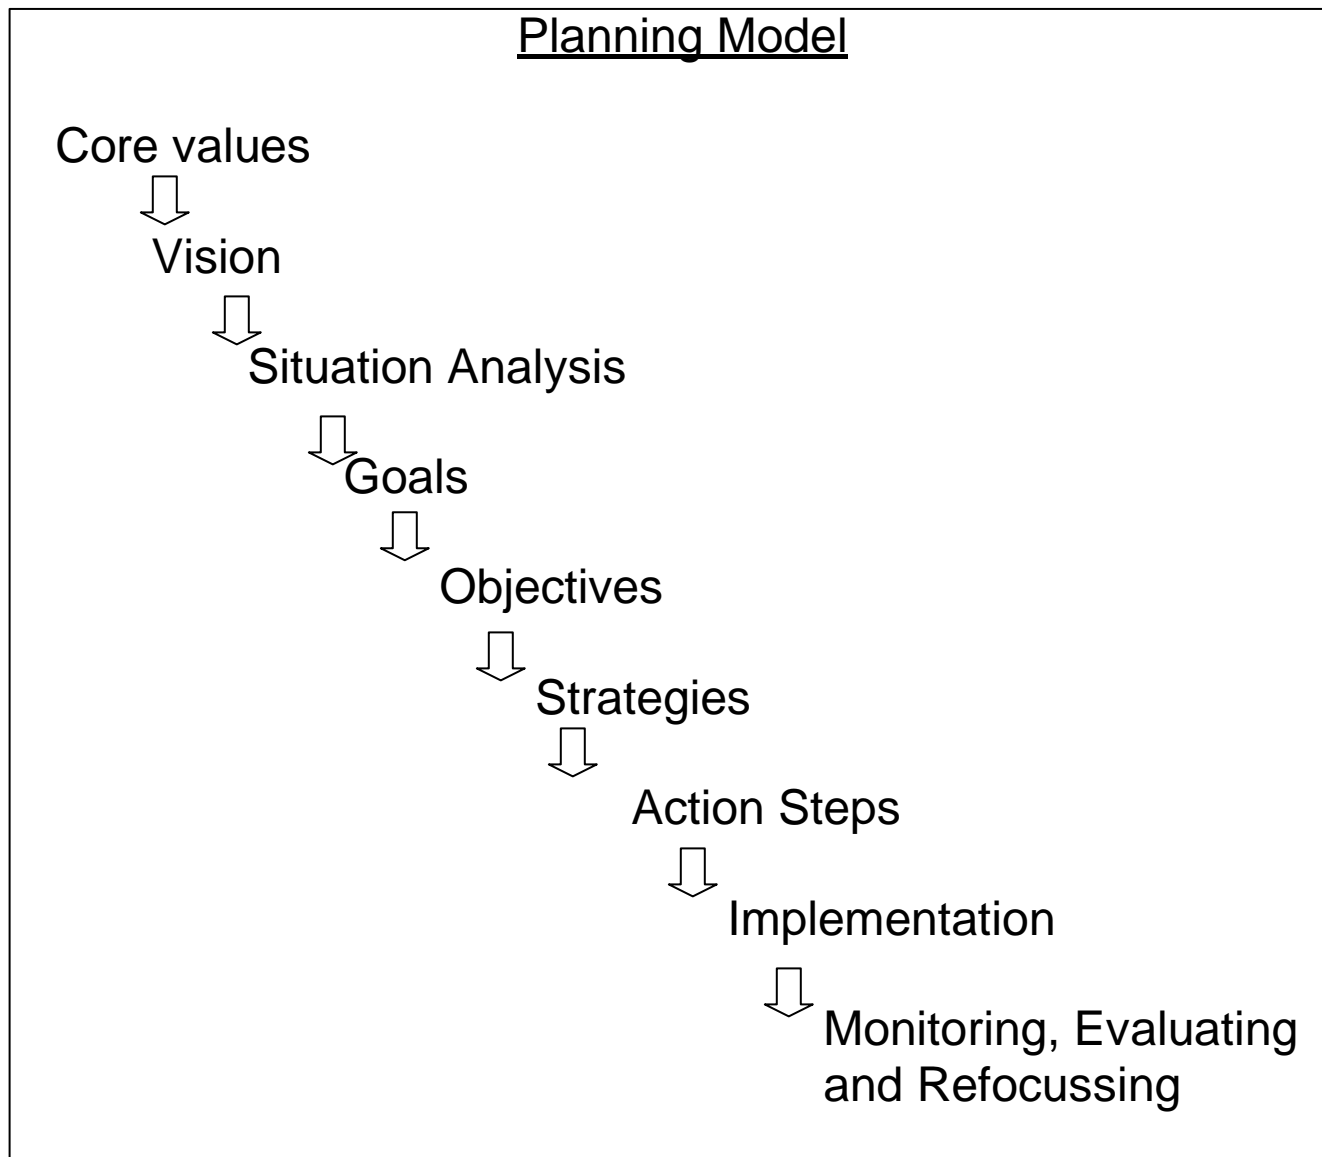 Planning Model
Core values
Vision
Situation Analysis
Goals
Objectives
Strategies
Action Steps
Implementation
Monitoring, Evaluating
and Refocussing